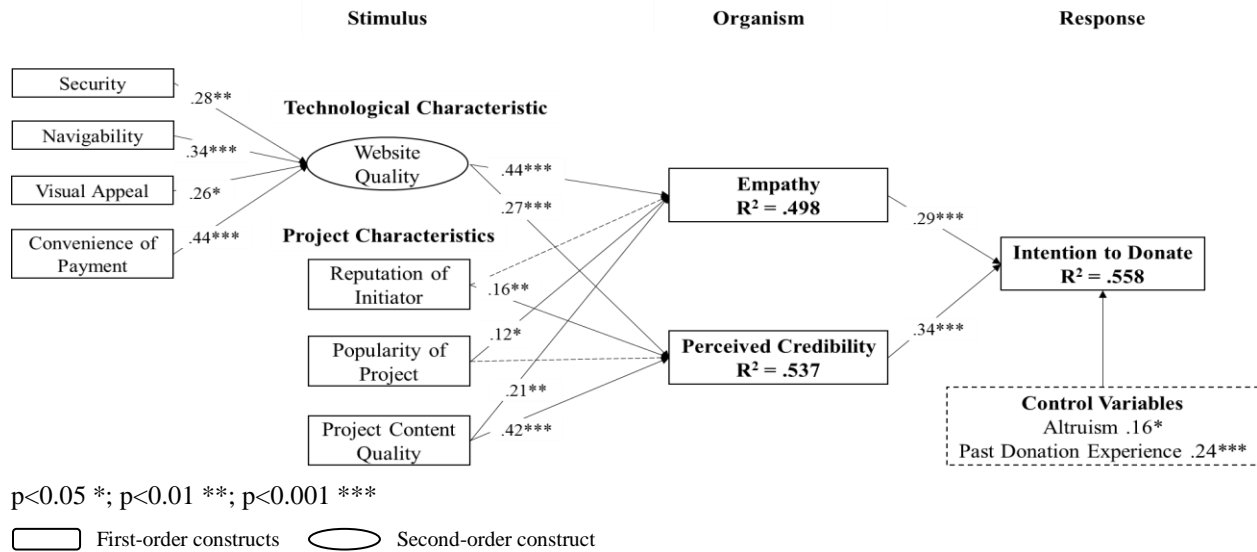 Stimulus
Organism
Response
Security
Navigability
Visual Appeal
Convenience of
Payment
.28**
.34***
.26*
.44***
Technological Characteristic
Website
Quality
Project Characteristics
Reputation of
Initiator
Popularity of
Project
Project Content
Quality
.44***
.27***
.16**
.12*
.21**
.42***
Empathy
R² = .498
Perceived Credibility
R² = .537
.29***
.34***
Intention to Donate
R² = .558
Control Variables
Altruism .16*
Past Donation Experience .24***
p<0.05 *; p<0.01 **; p<0.001 ***
First-order constructs
Second-order construct